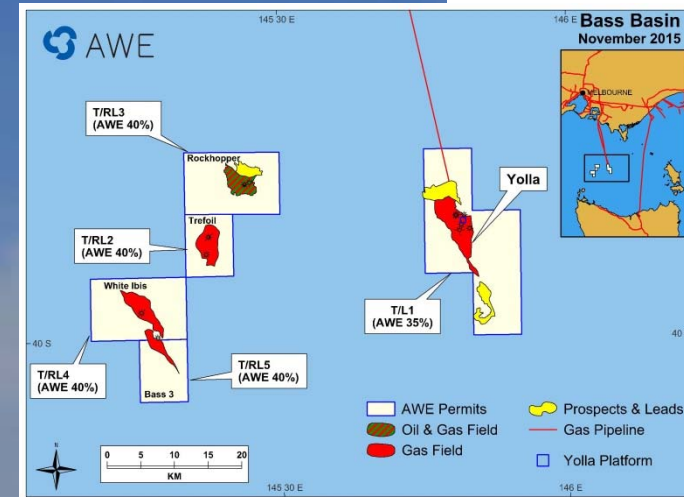 AWE
145 30 E
146 E
Bass Basin
November 2015
MELBOURNE
T/RL3
(AWE 40%)
Rockhopper
Yolla
Trefoil
T/RL2
(AWE 40%)
White Ibis
T/L1
(AWE 35%)
40 S
40
T/RL4
(AWE 40%)
T/RL5
(AWE 40%)
Bass 3
AWE Permits
Oil & Gas Field
Gas Field
Prospects & Leads
Gas Pipeline
Yolla Platform
N
0 5 10 15 20
KM
145 30 E
146 E